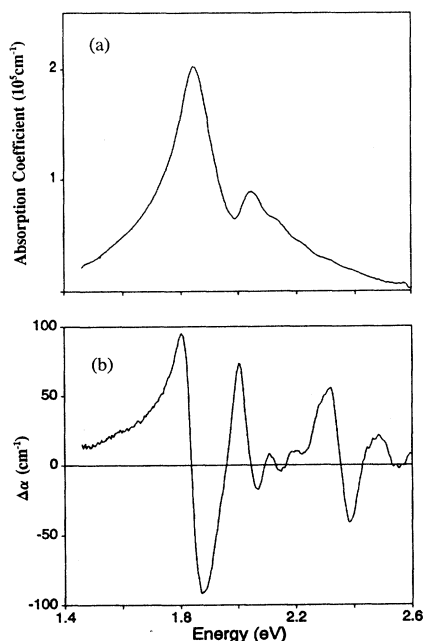 (a)
Absorption Coefficient (10⁵cm⁻¹)
2
1
(b)
Δα (cm⁻¹)
100
50
0
-50
-100
1.4
1.8
2.2
2.6
Energy (eV)